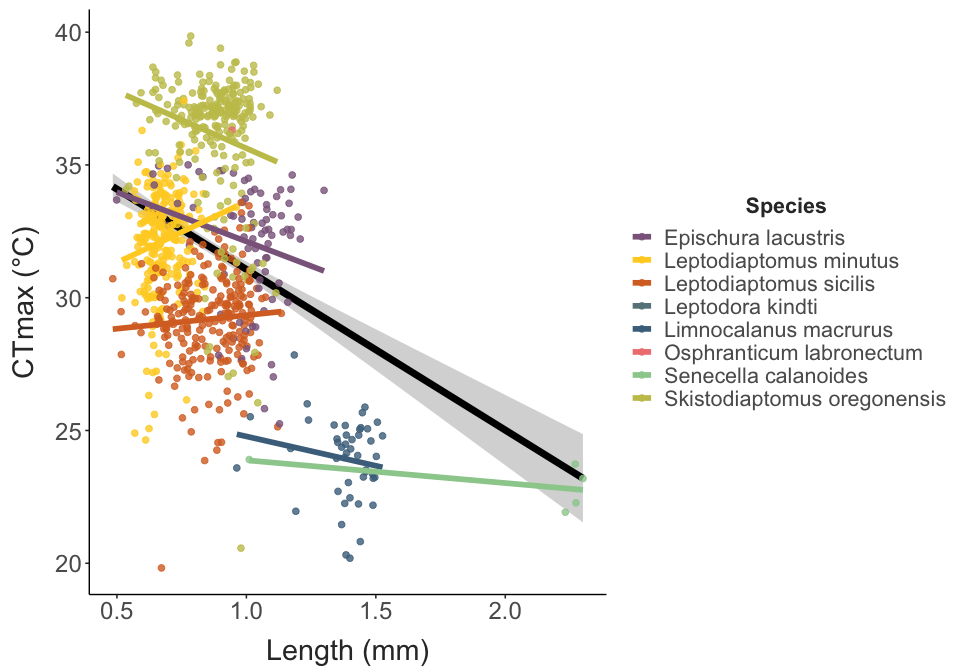 40
35
30
25
20
CTmax (°C)
0.5 1.0 1.5 2.0
Length (mm)
Species
Epischura lacustris
Leptodiaptomus minutus
Leptodiaptomus sicilis
Leptodora kindti
Limnocalanus macrurus
Osphranticum labronectum
Senecella calanoides
Skistodiaptomus oregonensis